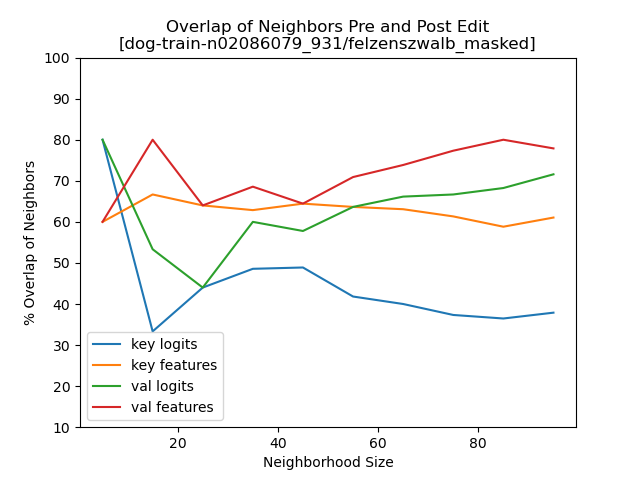 Overlap of Neighbors Pre and Post Edit
[dog-train-n02086079_931/felzenszwalb_masked]
100
90
80
70
60
50
40
30
20
10
% Overlap of Neighbors
key logits
key features
val logits
val features
20 40 60 80
Neighborhood Size